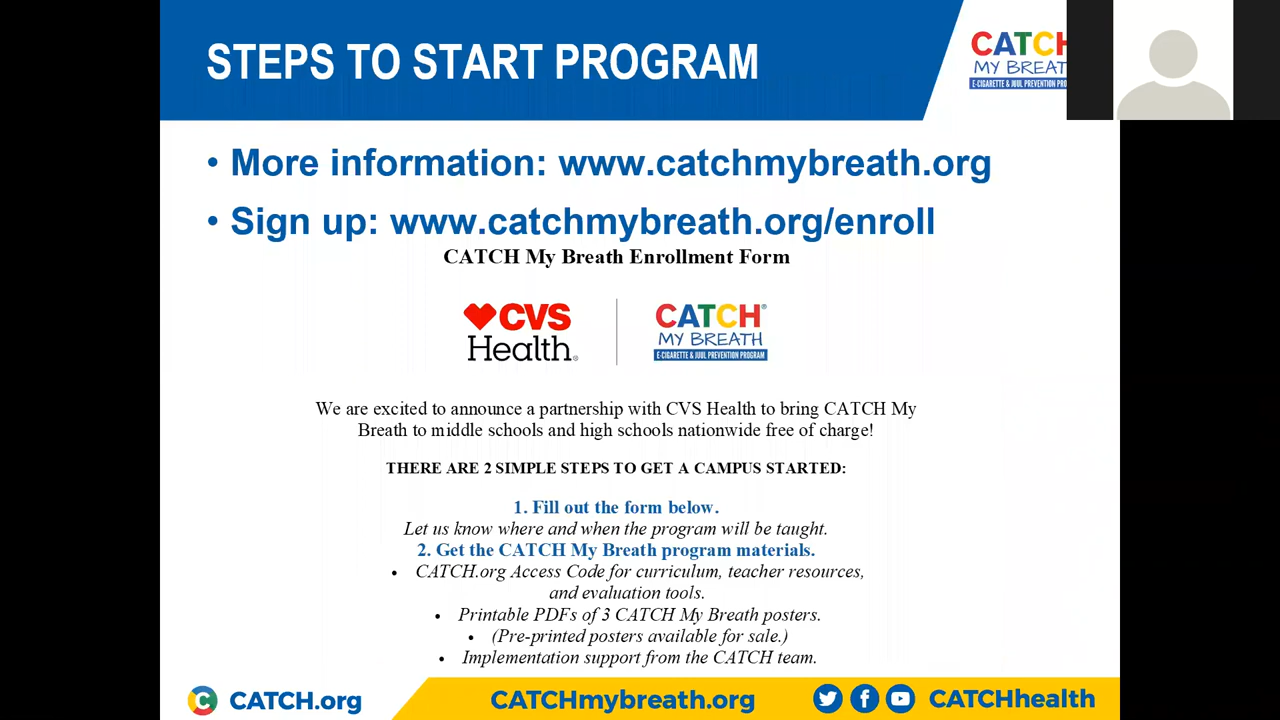 STEPS TO START PROGRAM
CATCH
MY BREAT
E-CIGARETTE & JUUL PREVENTION PROG
• More information: www.catchmybreath.org
• Sign up: www.catchmybreath.org/enroll
CATCH My Breath Enrollment Form
CVS Health®
CATCH®
MY BREATH
E-CIGARETTE & JUUL PREVENTION PROGRAM
We are excited to announce a partnership with CVS Health to bring CATCH My
Breath to middle schools and high schools nationwide free of charge!
THERE ARE 2 SIMPLE STEPS TO GET A CAMPUS STARTED:
1. Fill out the form below.
Let us know where and when the program will be taught.
2. Get the CATCH My Breath program materials.
• CATCH.org Access Code for curriculum, teacher resources,
and evaluation tools.
• Printable PDFs of 3 CATCH My Breath posters.
• (Pre-printed posters available for sale.)
• Implementation support from the CATCH team.
C CATCH.org
CATCHmybreath.org
CATCHhealth